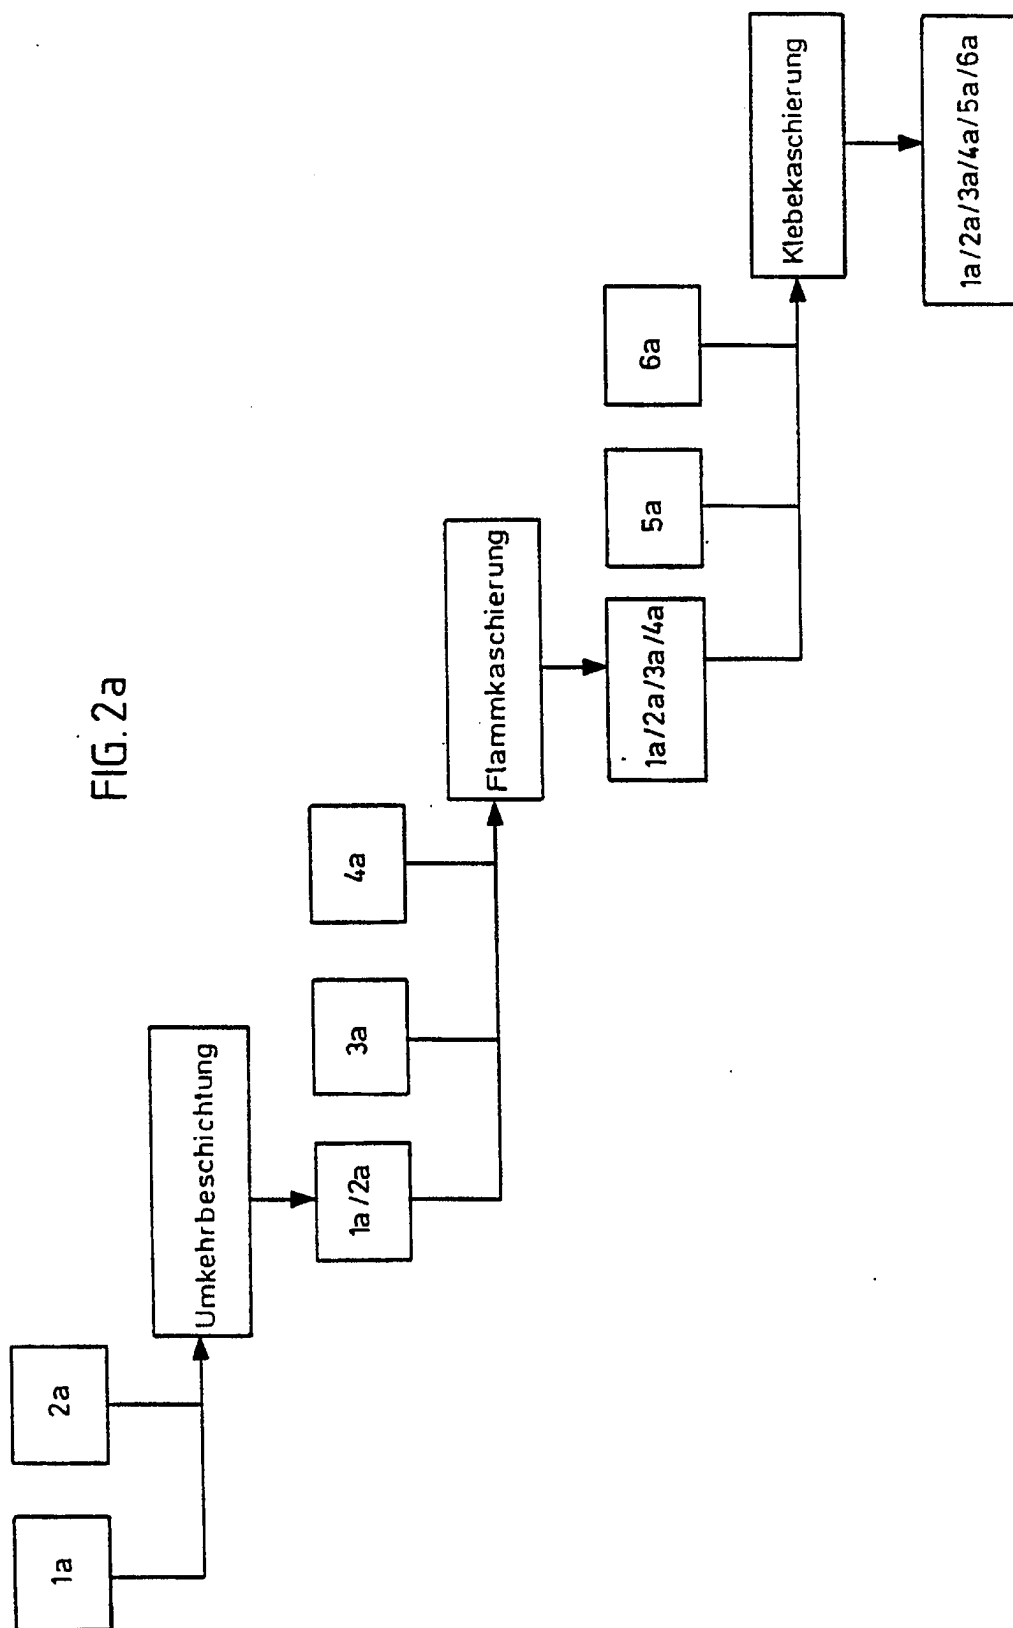 FIG. 2a
1a
2a
Umkehrbeschichtung
1a/2a
3a
4a
Flammkaschierung
1a/2a/3a/4a
5a
6a
Klebekaschierung
1a/2a/3a/4a/5a/6a